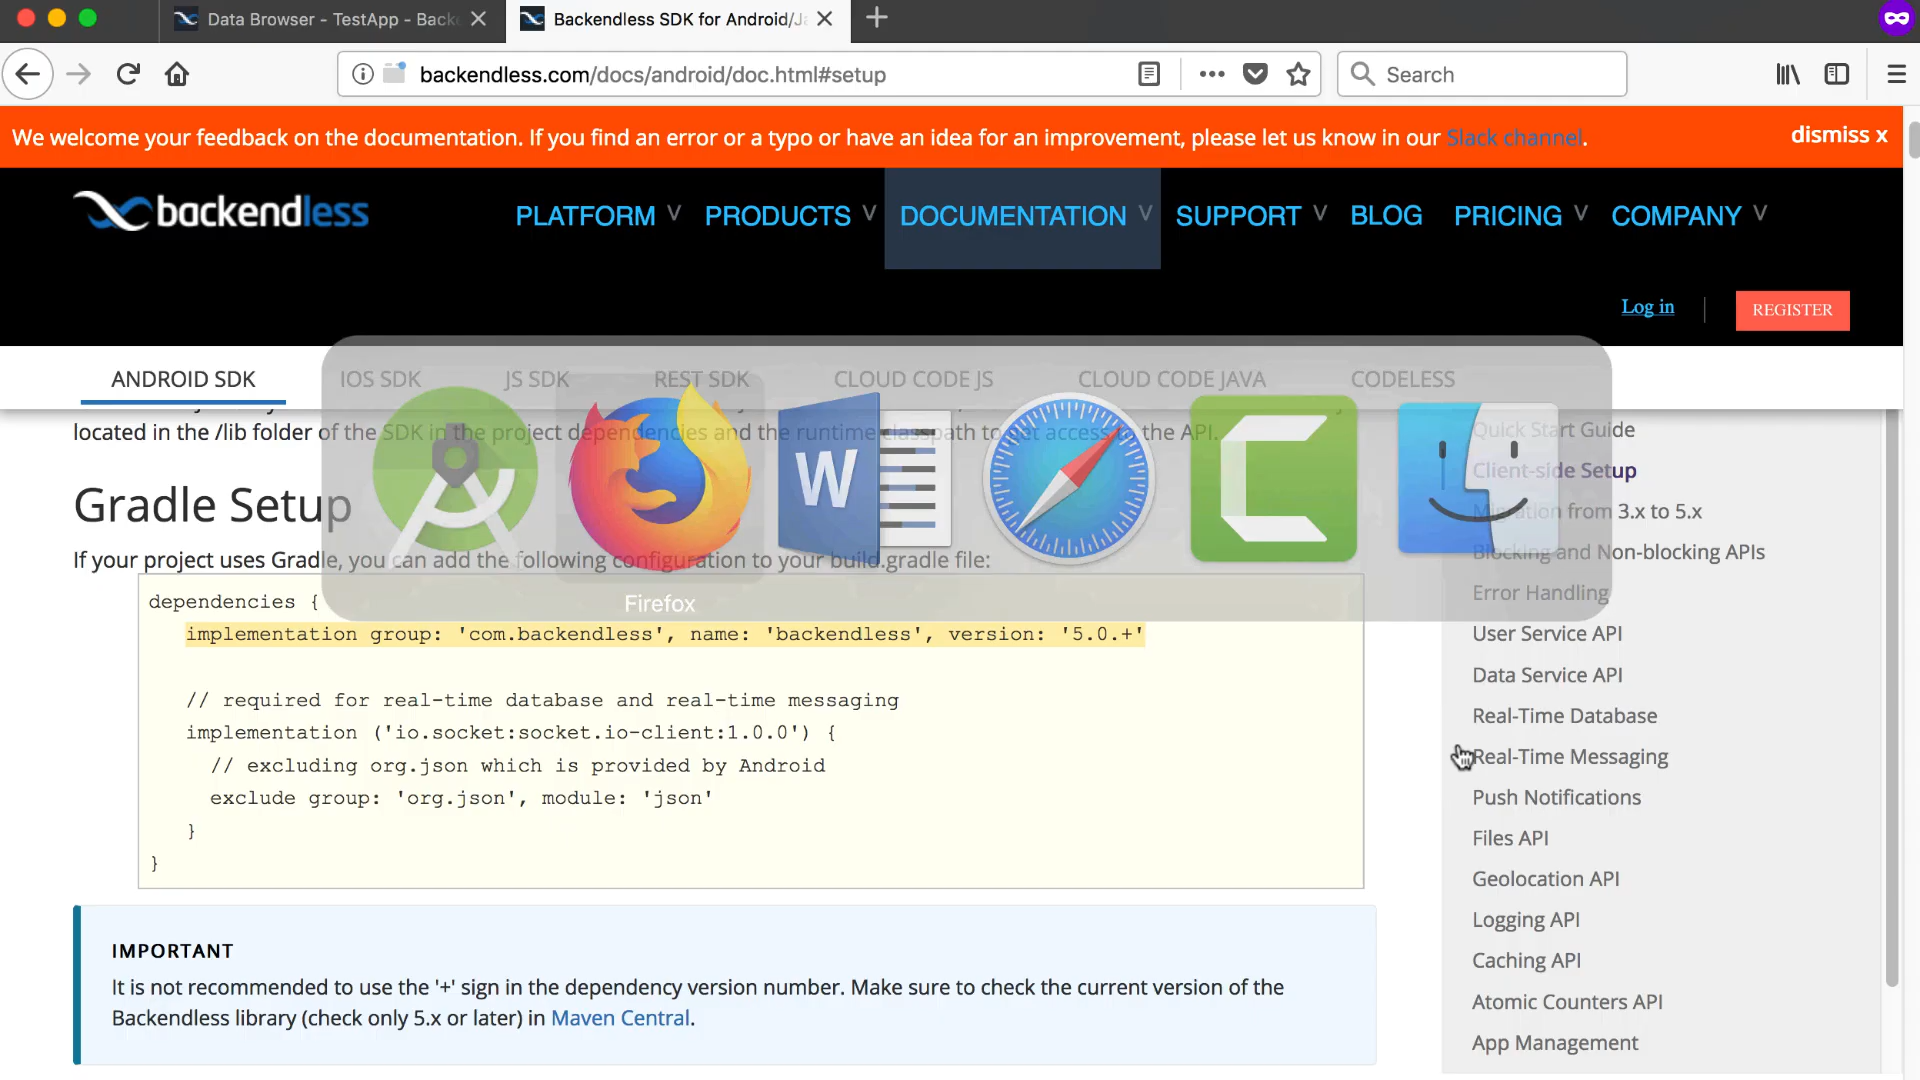 Data Browser - TestApp - Backe
Backendless SDK for Android/Ja
backendless.com/docs/android/doc.html#setup
Search
We welcome your feedback on the documentation. If you find an error or a typo or have an idea for an improvement, please let us know in our Slack channel.
dismiss x
backendless
PLATFORM V PRODUCTS V DOCUMENTATION V SUPPORT V BLOG PRICING V COMPANY V
Log in
REGISTER
ANDROID SDK IOS SDK JS SDK REST SDK CLOUD CODE JS CLOUD CODE JAVA CODELESS
located in the /lib folder of the SDK in the project dependencies and the runtime classpath to get access to the API.
Gradle Setup
If your project uses Gradle, you can add the following configuration to your build.gradle file:
W
Firefox
dependencies {
implementation group: 'com.backendless', name: 'backendless', version: '5.0.+'
// required for real-time database and real-time messaging
implementation ('io.socket:socket.io-client:1.0.0') {
// excluding org.json which is provided by Android
exclude group: 'org.json', module: 'json'
}
}
IMPORTANT
It is not recommended to use the '+' sign in the dependency version number. Make sure to check the current version of the
Backendless library (check only 5.x or later) in Maven Central.
Quick Start Guide
Client-side Setup
Migration from 3.x to 5.x
Blocking and Non-blocking APIs
Error Handling
User Service API
Data Service API
Real-Time Database
Real-Time Messaging
Push Notifications
Files API
Geolocation API
Logging API
Caching API
Atomic Counters API
App Management